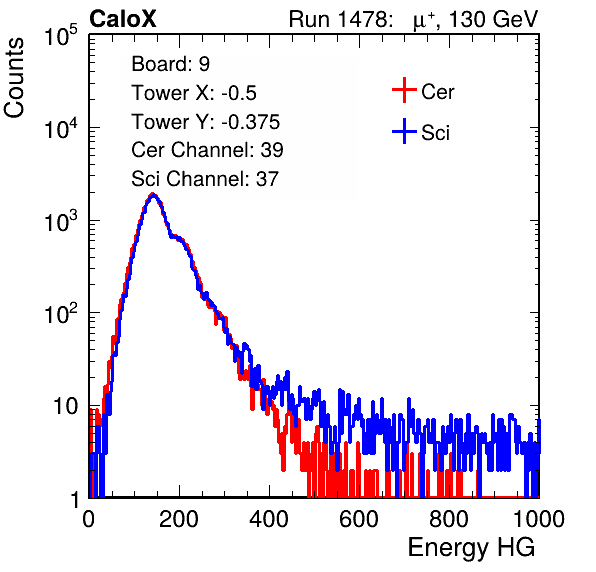 CaloX Run 1478: μ⁺, 130 GeV
Counts
Board: 9
Tower X: -0.5
Tower Y: -0.375
Cer Channel: 39
Sci Channel: 37
Cer
Sci
10⁵
10⁴
10³
10²
10
1
0 200 400 600 800 1000
Energy HG